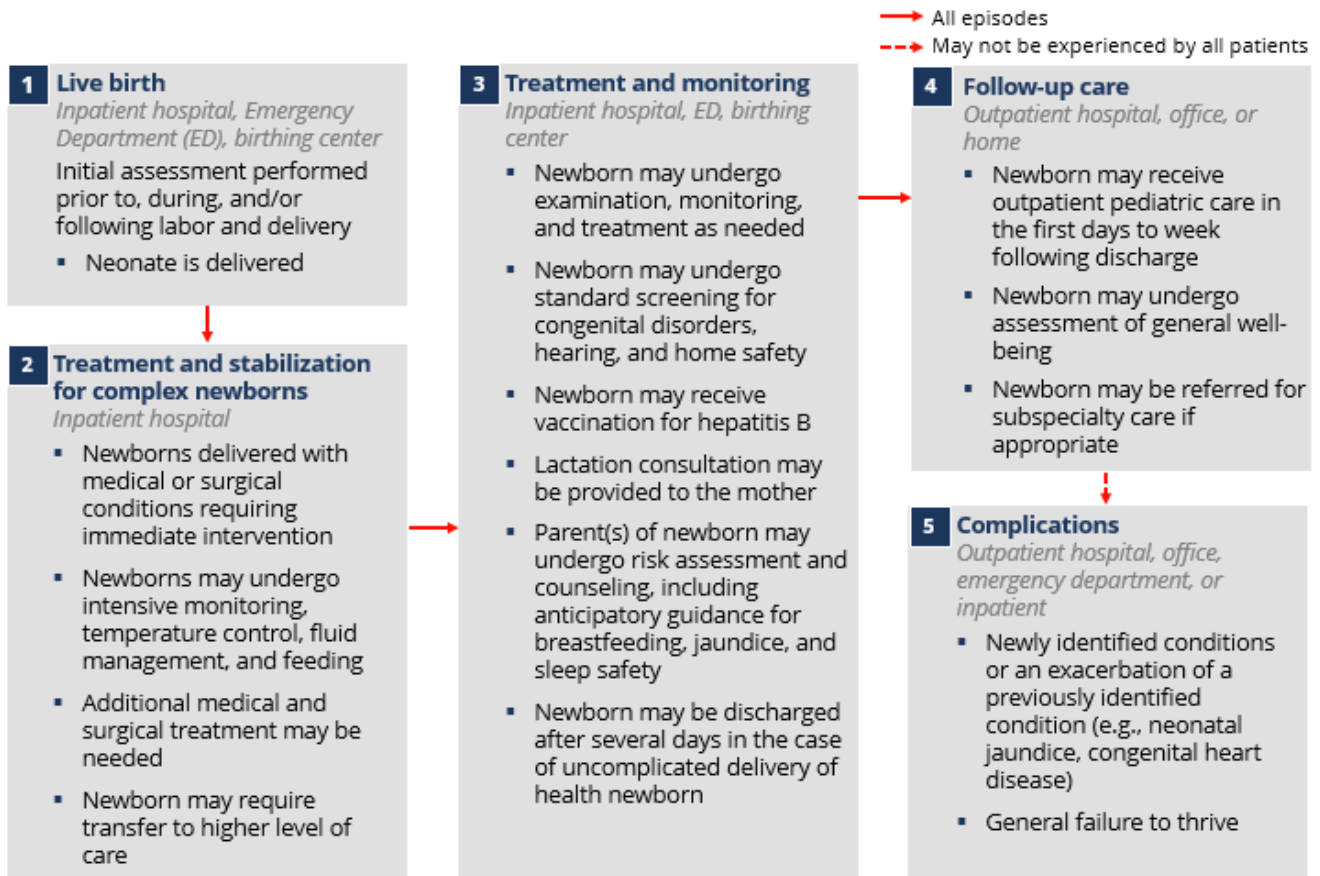 All episodes
May not be experienced by all patients
1 Live birth
Inpatient hospital, Emergency
Department (ED), birthing center
Initial assessment performed
prior to, during, and/or
following labor and delivery
▪ Neonate is delivered
2 Treatment and stabilization
for complex newborns
Inpatient hospital
▪ Newborns delivered with
medical or surgical
conditions requiring
immediate intervention
▪ Newborns may undergo
intensive monitoring,
temperature control, fluid
management, and feeding
▪ Additional medical and
surgical treatment may be
needed
▪ Newborn may require
transfer to higher level of
care
3 Treatment and monitoring
Inpatient hospital, ED, birthing
center
▪ Newborn may undergo
examination, monitoring,
and treatment as needed
▪ Newborn may undergo
standard screening for
congenital disorders,
hearing, and home safety
▪ Newborn may receive
vaccination for hepatitis B
▪ Lactation consultation may
be provided to the mother
▪ Parent(s) of newborn may
undergo risk assessment and
counseling, including
anticipatory guidance for
breastfeeding, jaundice, and
sleep safety
▪ Newborn may be discharged
after several days in the case
of uncomplicated delivery of
health newborn
4 Follow-up care
Outpatient hospital, office, or
home
▪ Newborn may receive
outpatient pediatric care in
the first days to week
following discharge
▪ Newborn may undergo
assessment of general well-
being
▪ Newborn may be referred for
subspecialty care if
appropriate
5 Complications
Outpatient hospital, office,
emergency department, or
inpatient
▪ Newly identified conditions
or an exacerbation of a
previously identified
condition (e.g., neonatal
jaundice, congenital heart
disease)
▪ General failure to thrive